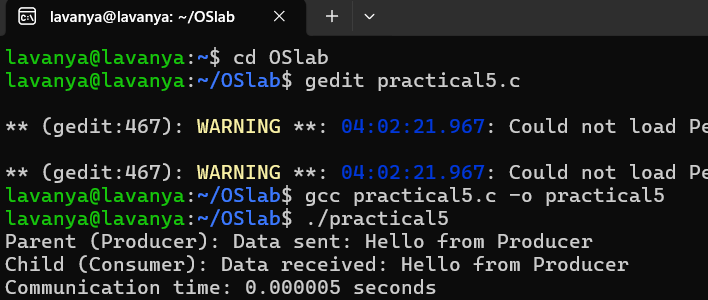 lavanya@lavanya: ~/OSlab
lavanya@lavanya:~$ cd OSlab
lavanya@lavanya:~/OSlab$ gedit practical5.c
** (gedit:467): WARNING **: 04:02:21.967: Could not load Pe
** (gedit:467): WARNING **: 04:02:21.967: Could not load Pe
lavanya@lavanya:~/OSlab$ gcc practical5.c -o practical5
lavanya@lavanya:~/OSlab$ ./practical5
Parent (Producer): Data sent: Hello from Producer
Child (Consumer): Data received: Hello from Producer
Communication time: 0.000005 seconds